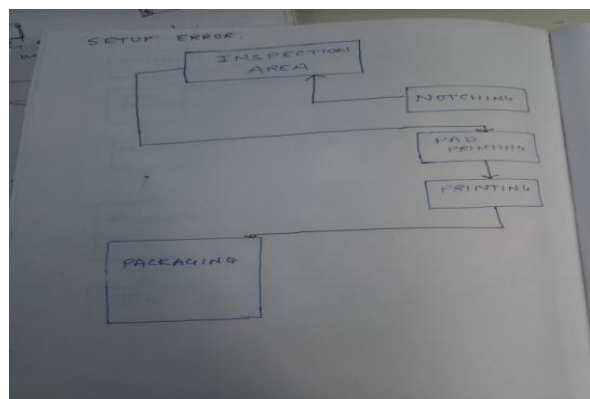 SETUP ERROR.
INSPECTION
AREA
NOTCHING
PAD
PRINTING
PRINTING
PACKAGING